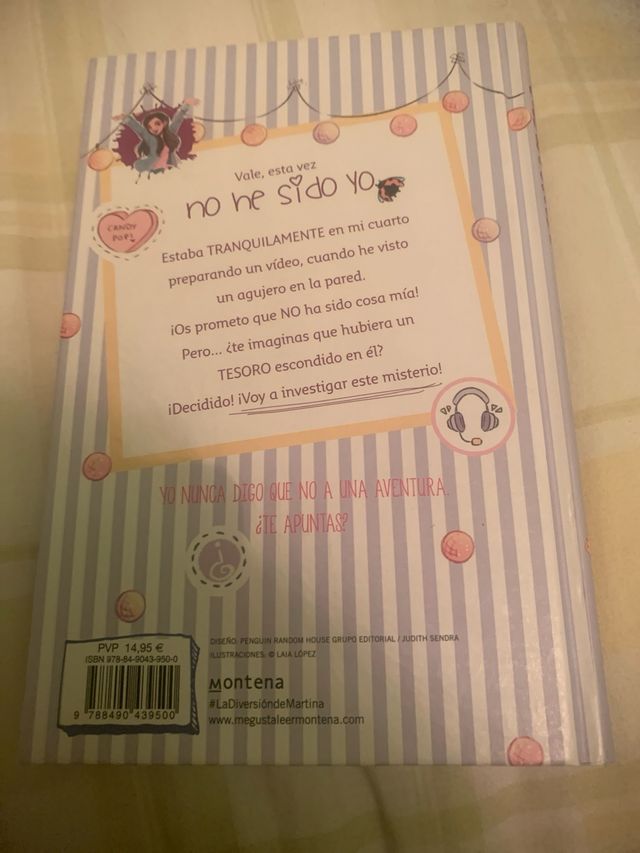 Vale, esta vez
no he sido yo
CANDY
POP!
Estaba TRANQUILAMENTE en mi cuarto
preparando un vídeo, cuando he visto
un agujero en la pared.
¡Os prometo que NO ha sido cosa mía!
Pero... ¿te imaginas que hubiera un
TESORO escondido en él?
¡Decidido! ¡Voy a investigar este misterio!
YO NUNCA DIGO QUE NO A UNA AVENTURA.
¿TE APUNTAS?
PVP 14,95 €
ISBN 978-84-9043-950-0
9 788490 439500
DISEÑO: PENGUIN RANDOM HOUSE GRUPO EDITORIAL / JUDITH SENDRA
ILUSTRACIONES: © LAIA LÓPEZ
Montena
#LaDiversióndeMartina
www.megustaleermontena.com